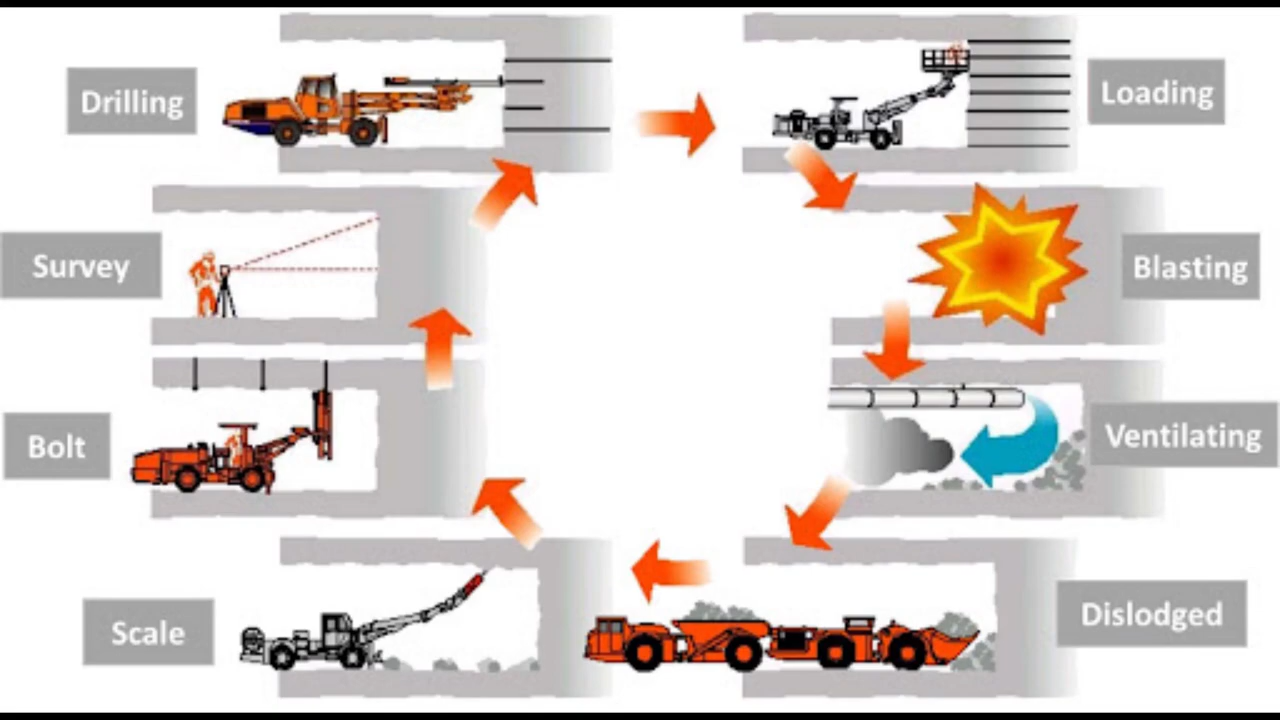 Drilling
Loading
Survey
Blasting
Bolt
Ventilating
Scale
Dislodged